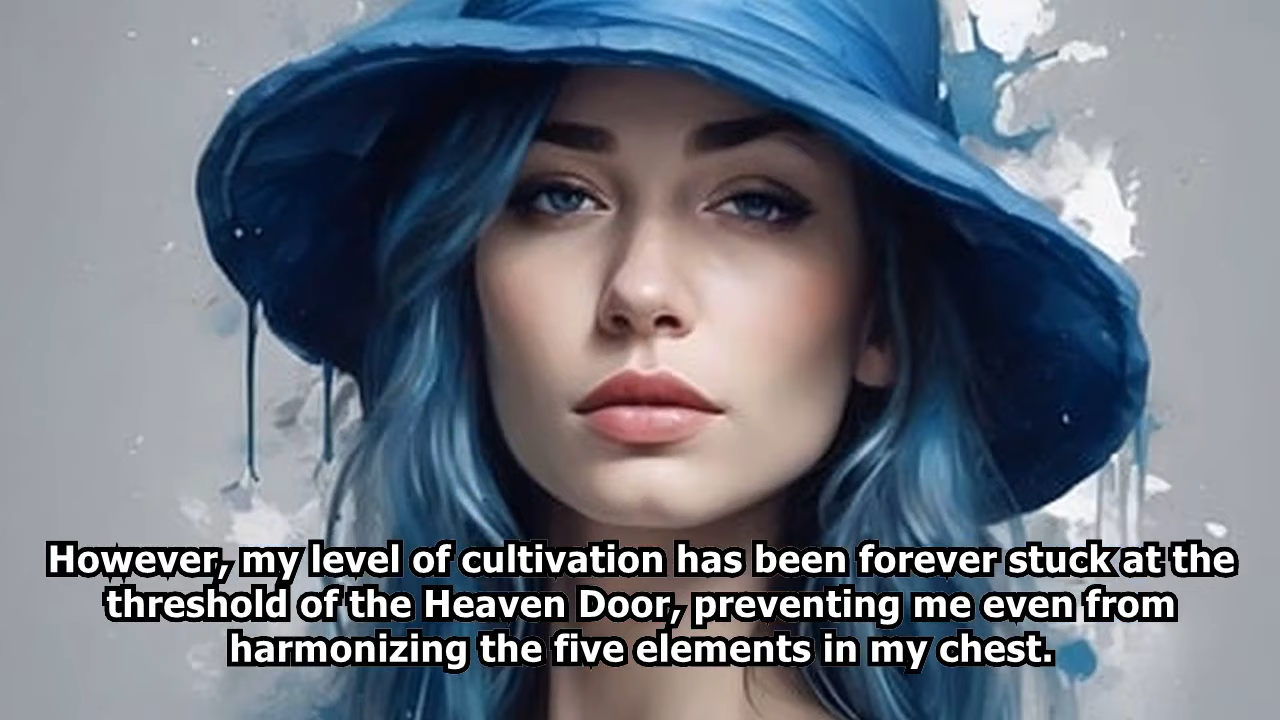 However, my level of cultivation has been forever stuck at the
threshold of the Heaven Door, preventing me even from
harmonizing the five elements in my chest.